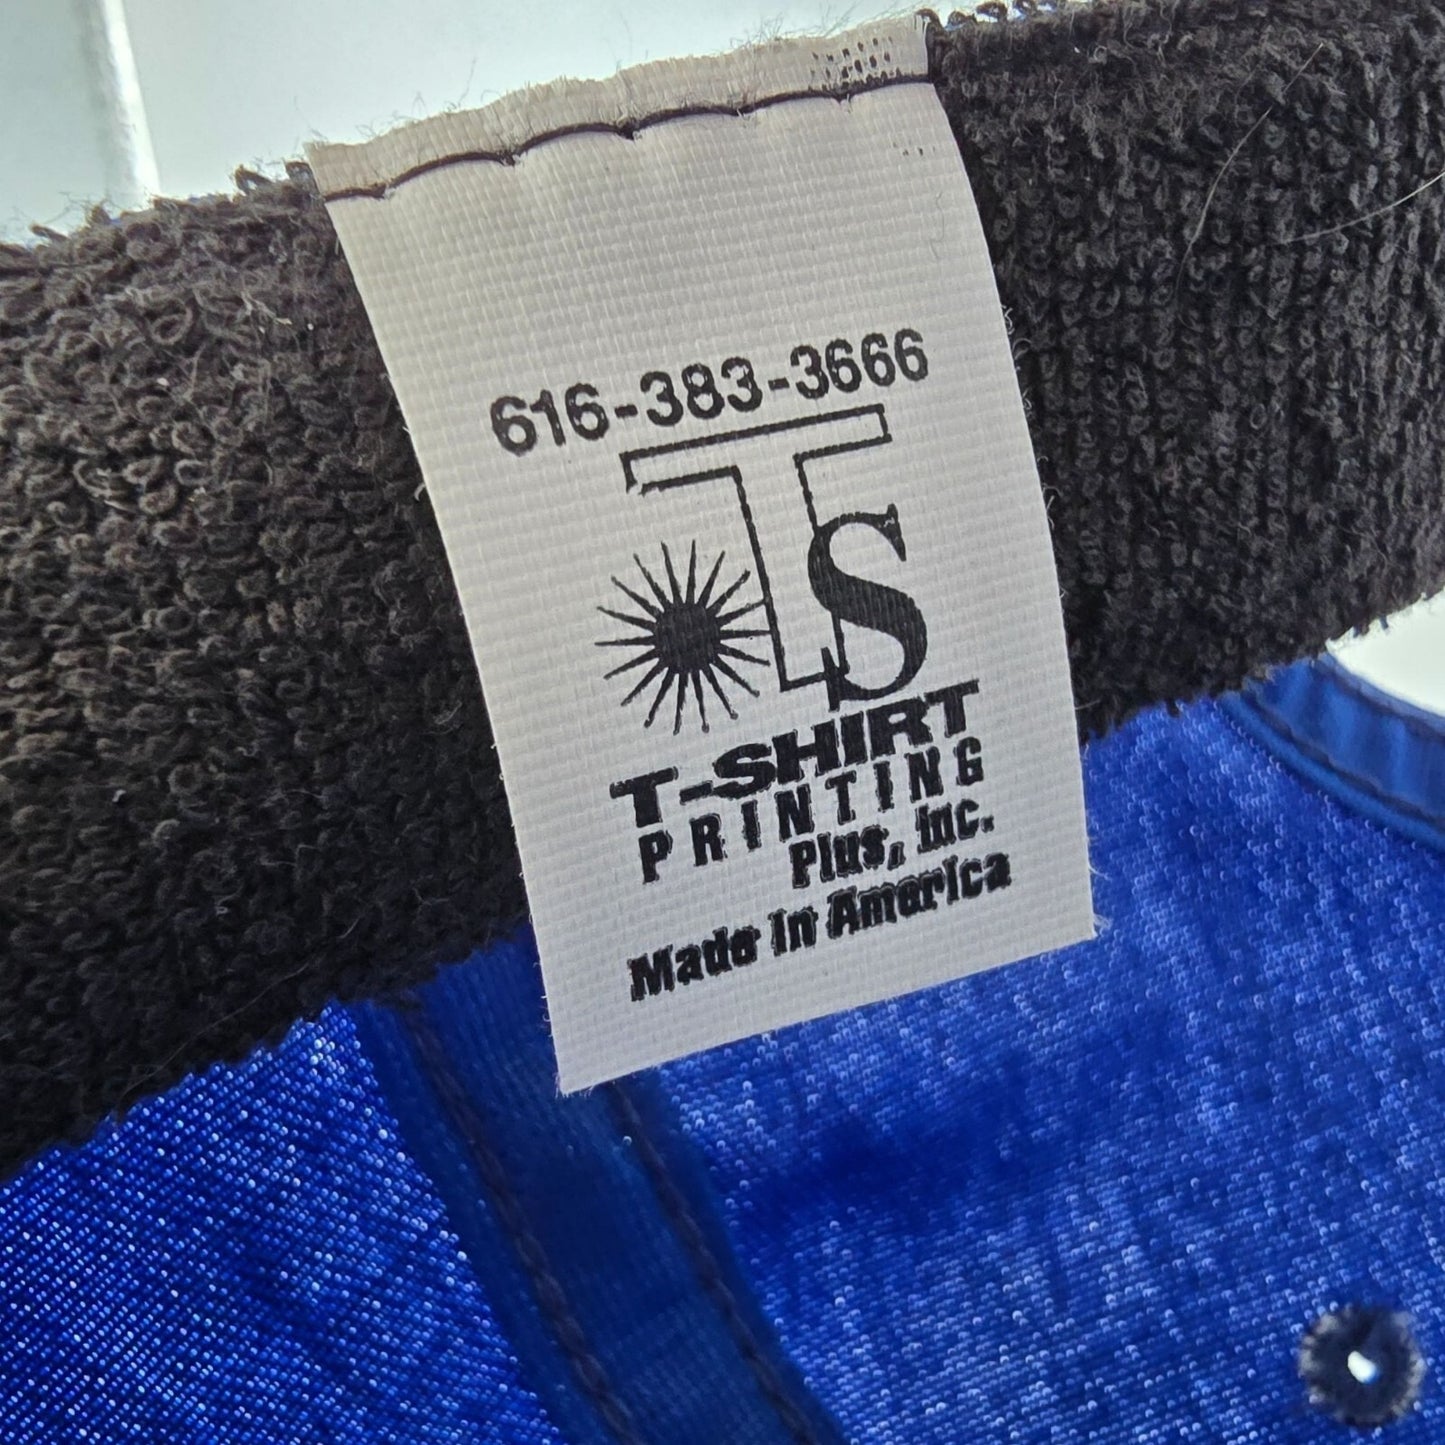 616-383-3666
TS
T-SHIRT
PRINTING
Plus, Inc.
Made In America